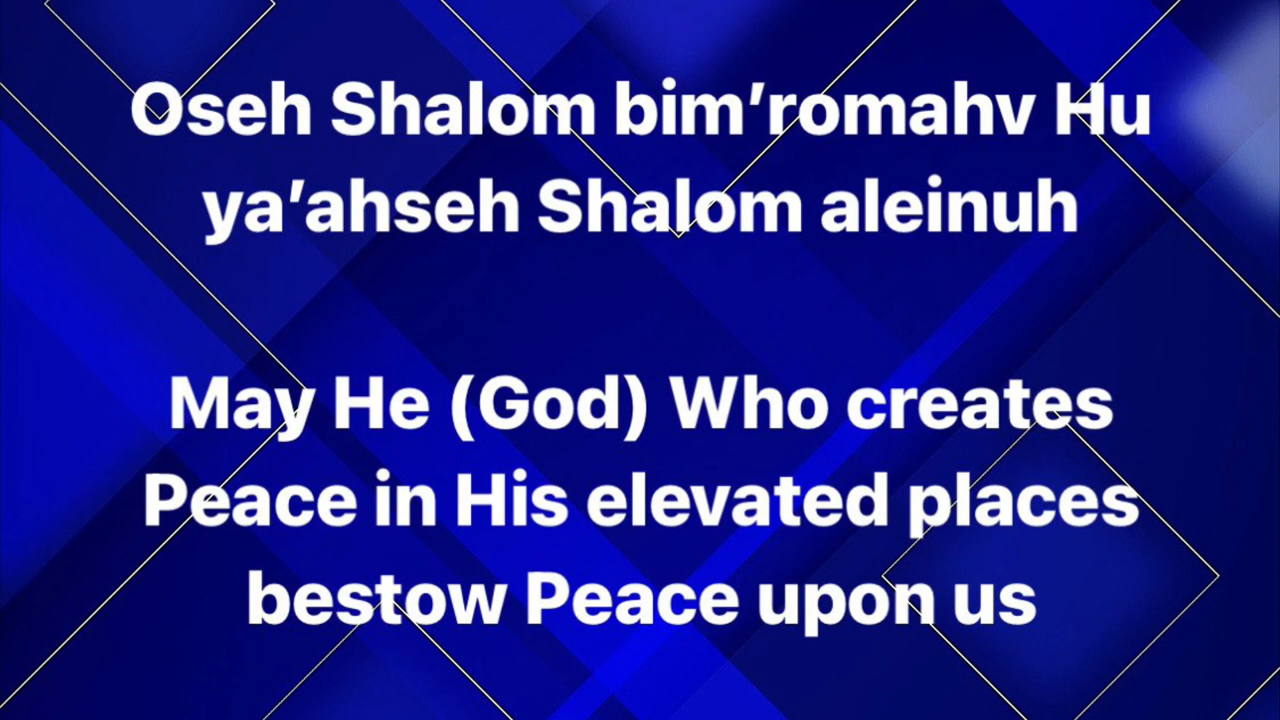 Oseh Shalom bim’romahv Hu
ya’ahseh Shalom aleinuh
May He (God) Who creates
Peace in His elevated places
bestow Peace upon us